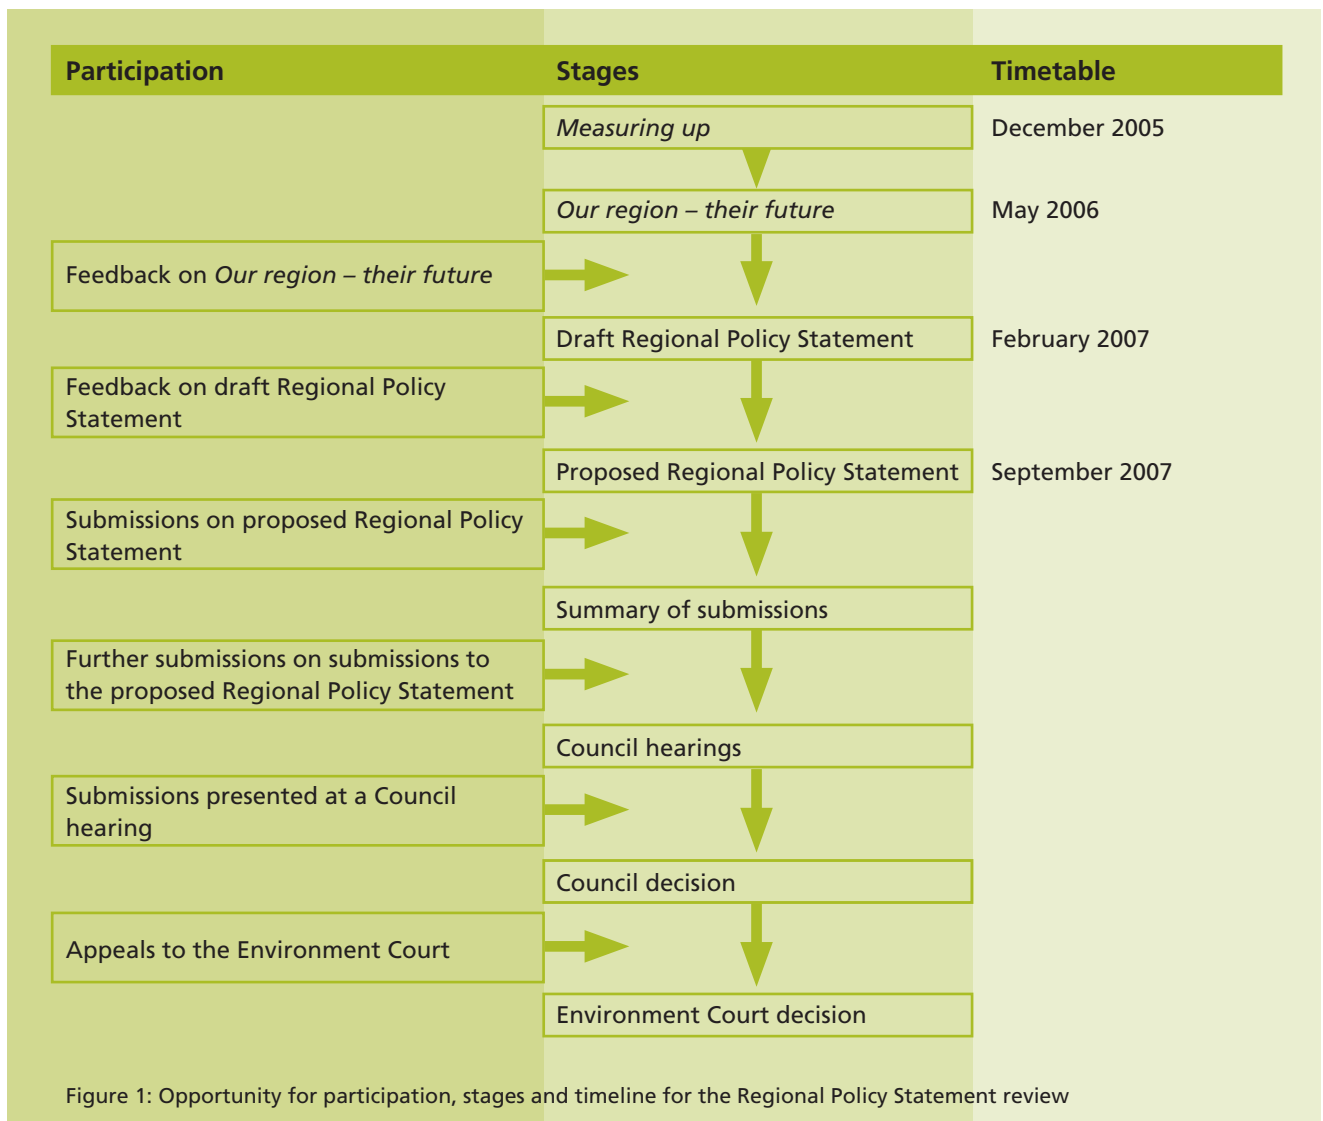 Participation Stages Timetable
Measuring up December 2005
Our region – their future May 2006
Feedback on Our region – their future
Draft Regional Policy Statement February 2007
Feedback on draft Regional Policy
Statement
Proposed Regional Policy Statement September 2007
Submissions on proposed Regional Policy
Statement
Summary of submissions
Further submissions on submissions to
the proposed Regional Policy Statement
Council hearings
Submissions presented at a Council
hearing
Council decision
Appeals to the Environment Court
Environment Court decision
Figure 1: Opportunity for participation, stages and timeline for the Regional Policy Statement review